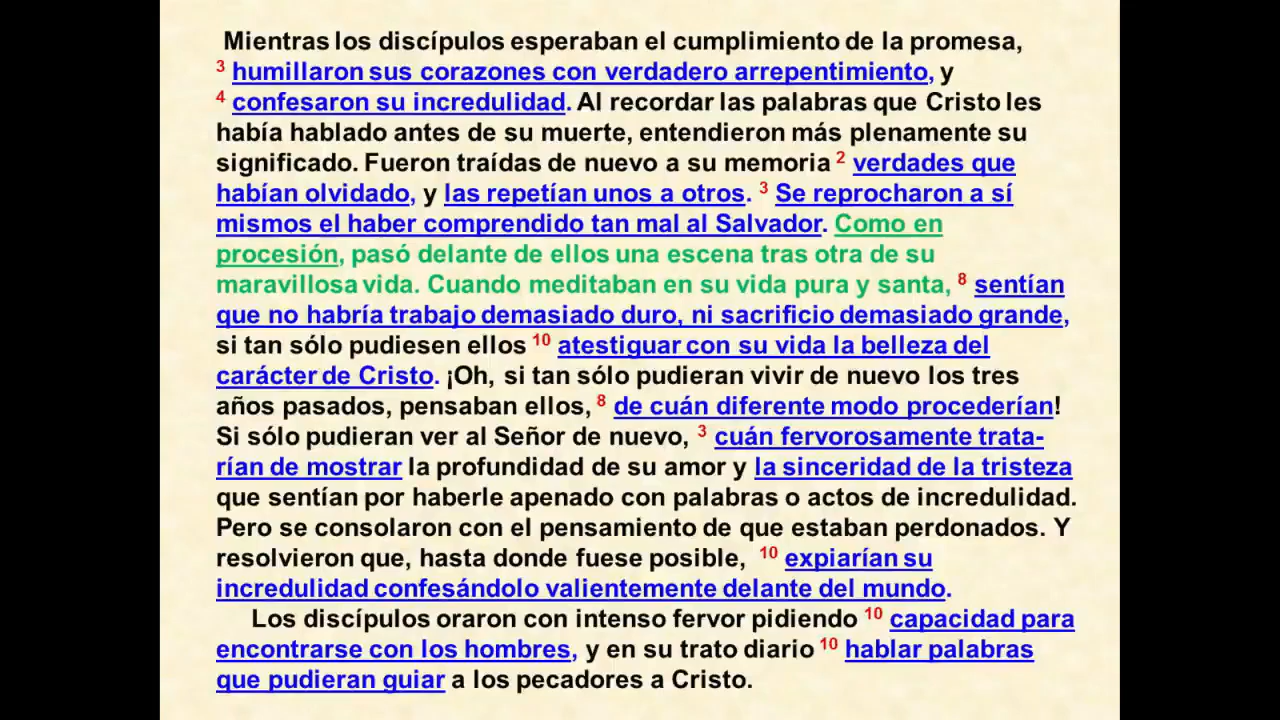 Mientras los discípulos esperaban el cumplimiento de la promesa,
3 humillaron sus corazones con verdadero arrepentimiento, y
4 confesaron su incredulidad. Al recordar las palabras que Cristo les
había hablado antes de su muerte, entendieron más plenamente su
significado. Fueron traídas de nuevo a su memoria 2 verdades que
habían olvidado, y las repetían unos a otros. 3 Se reprocharon a sí
mismos el haber comprendido tan mal al Salvador. Como en
procesión, pasó delante de ellos una escena tras otra de su
maravillosa vida. Cuando meditaban en su vida pura y santa, 8 sentían
que no habría trabajo demasiado duro, ni sacrificio demasiado grande,
si tan sólo pudiesen ellos 10 atestiguar con su vida la belleza del
carácter de Cristo. ¡Oh, si tan sólo pudieran vivir de nuevo los tres
años pasados, pensaban ellos, 8 de cuán diferente modo procederían!
Si sólo pudieran ver al Señor de nuevo, 3 cuán fervorosamente trata-
rían de mostrar la profundidad de su amor y la sinceridad de la tristeza
que sentían por haberle apenado con palabras o actos de incredulidad.
Pero se consolaron con el pensamiento de que estaban perdonados. Y
resolvieron que, hasta donde fuese posible, 10 expiarían su
incredulidad confesándolo valientemente delante del mundo.
Los discípulos oraron con intenso fervor pidiendo 10 capacidad para
encontrarse con los hombres, y en su trato diario 10 hablar palabras
que pudieran guiar a los pecadores a Cristo.